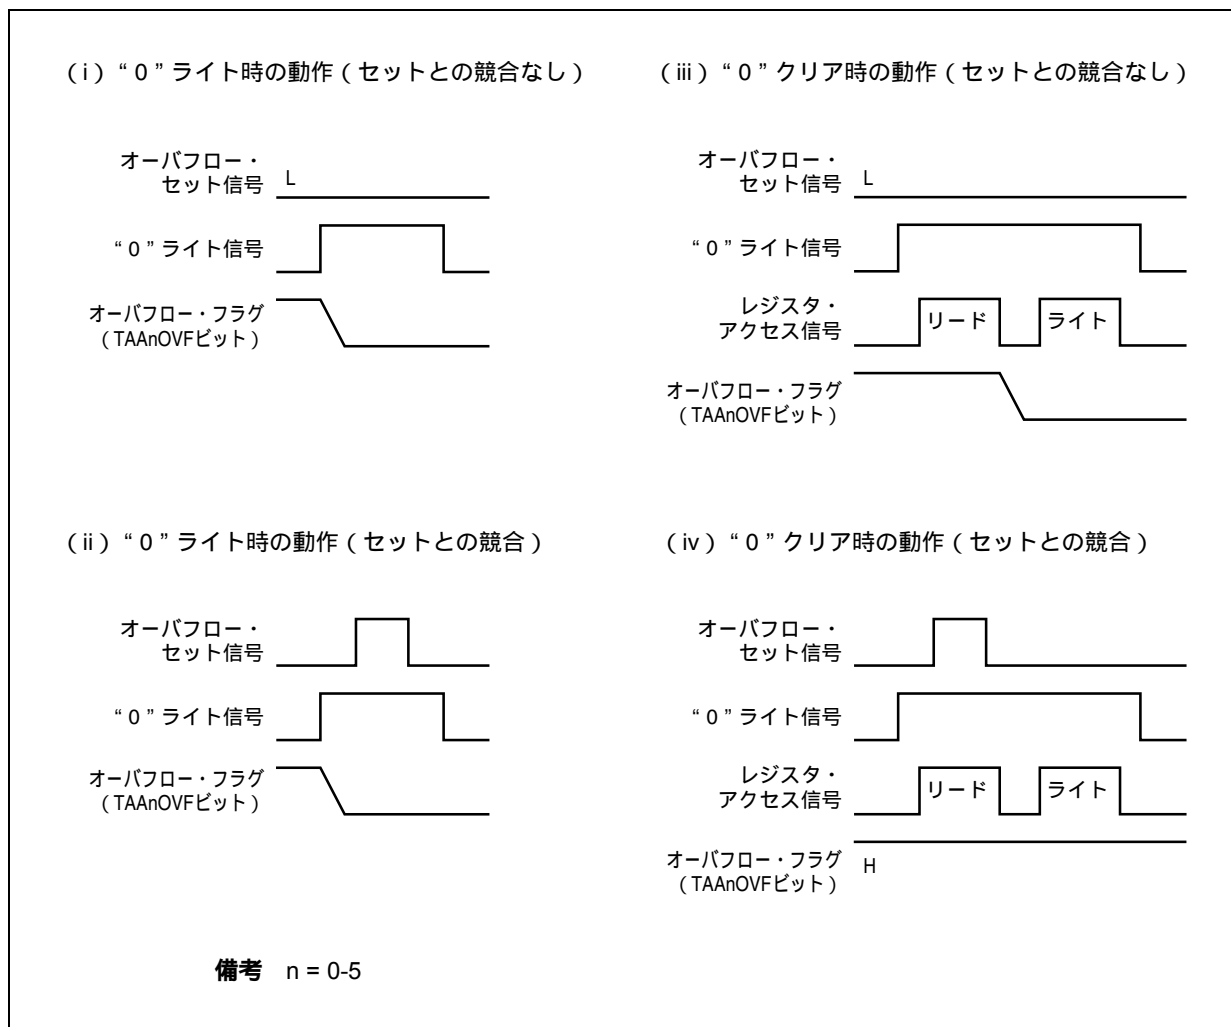 （i）“0”ライト時の動作（セットとの競合なし）
オーバフロー・
セット信号
L
“0”ライト信号
オーバフロー・フラグ
（TAAnOVFビット）
（iii）“0”クリア時の動作（セットとの競合なし）
オーバフロー・
セット信号
L
“0”ライト信号
レジスタ・
アクセス信号
リード
ライト
オーバフロー・フラグ
（TAAnOVFビット）
（ii）“0”ライト時の動作（セットとの競合）
オーバフロー・
セット信号
“0”ライト信号
オーバフロー・フラグ
（TAAnOVFビット）
（iv）“0”クリア時の動作（セットとの競合）
オーバフロー・
セット信号
“0”ライト信号
レジスタ・
アクセス信号
リード
ライト
オーバフロー・フラグ
（TAAnOVFビット）
H
備考 n = 0-5